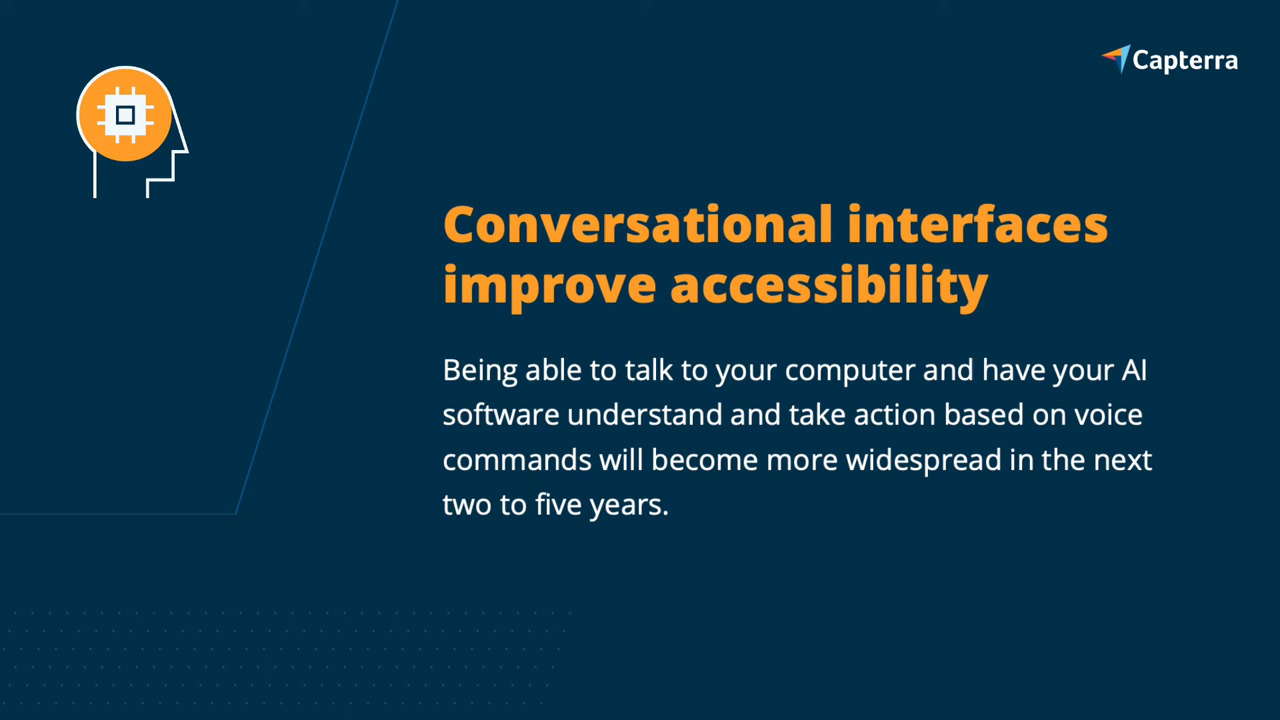 Capterra
Conversational interfaces
improve accessibility
Being able to talk to your computer and have your AI
software understand and take action based on voice
commands will become more widespread in the next
two to five years.